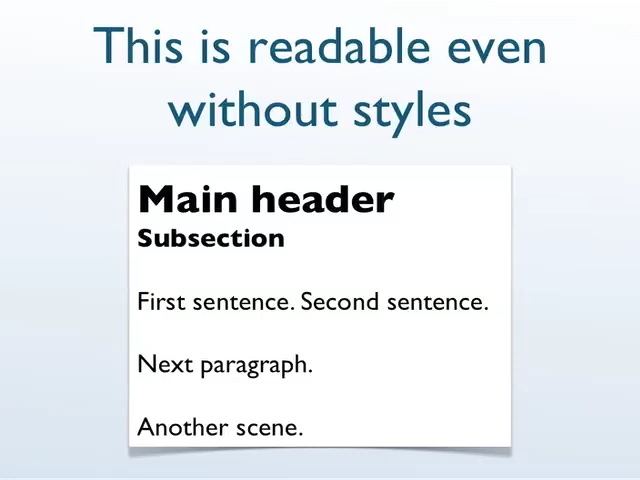 This is readable even
without styles
Main header
Subsection
First sentence. Second sentence.
Next paragraph.
Another scene.